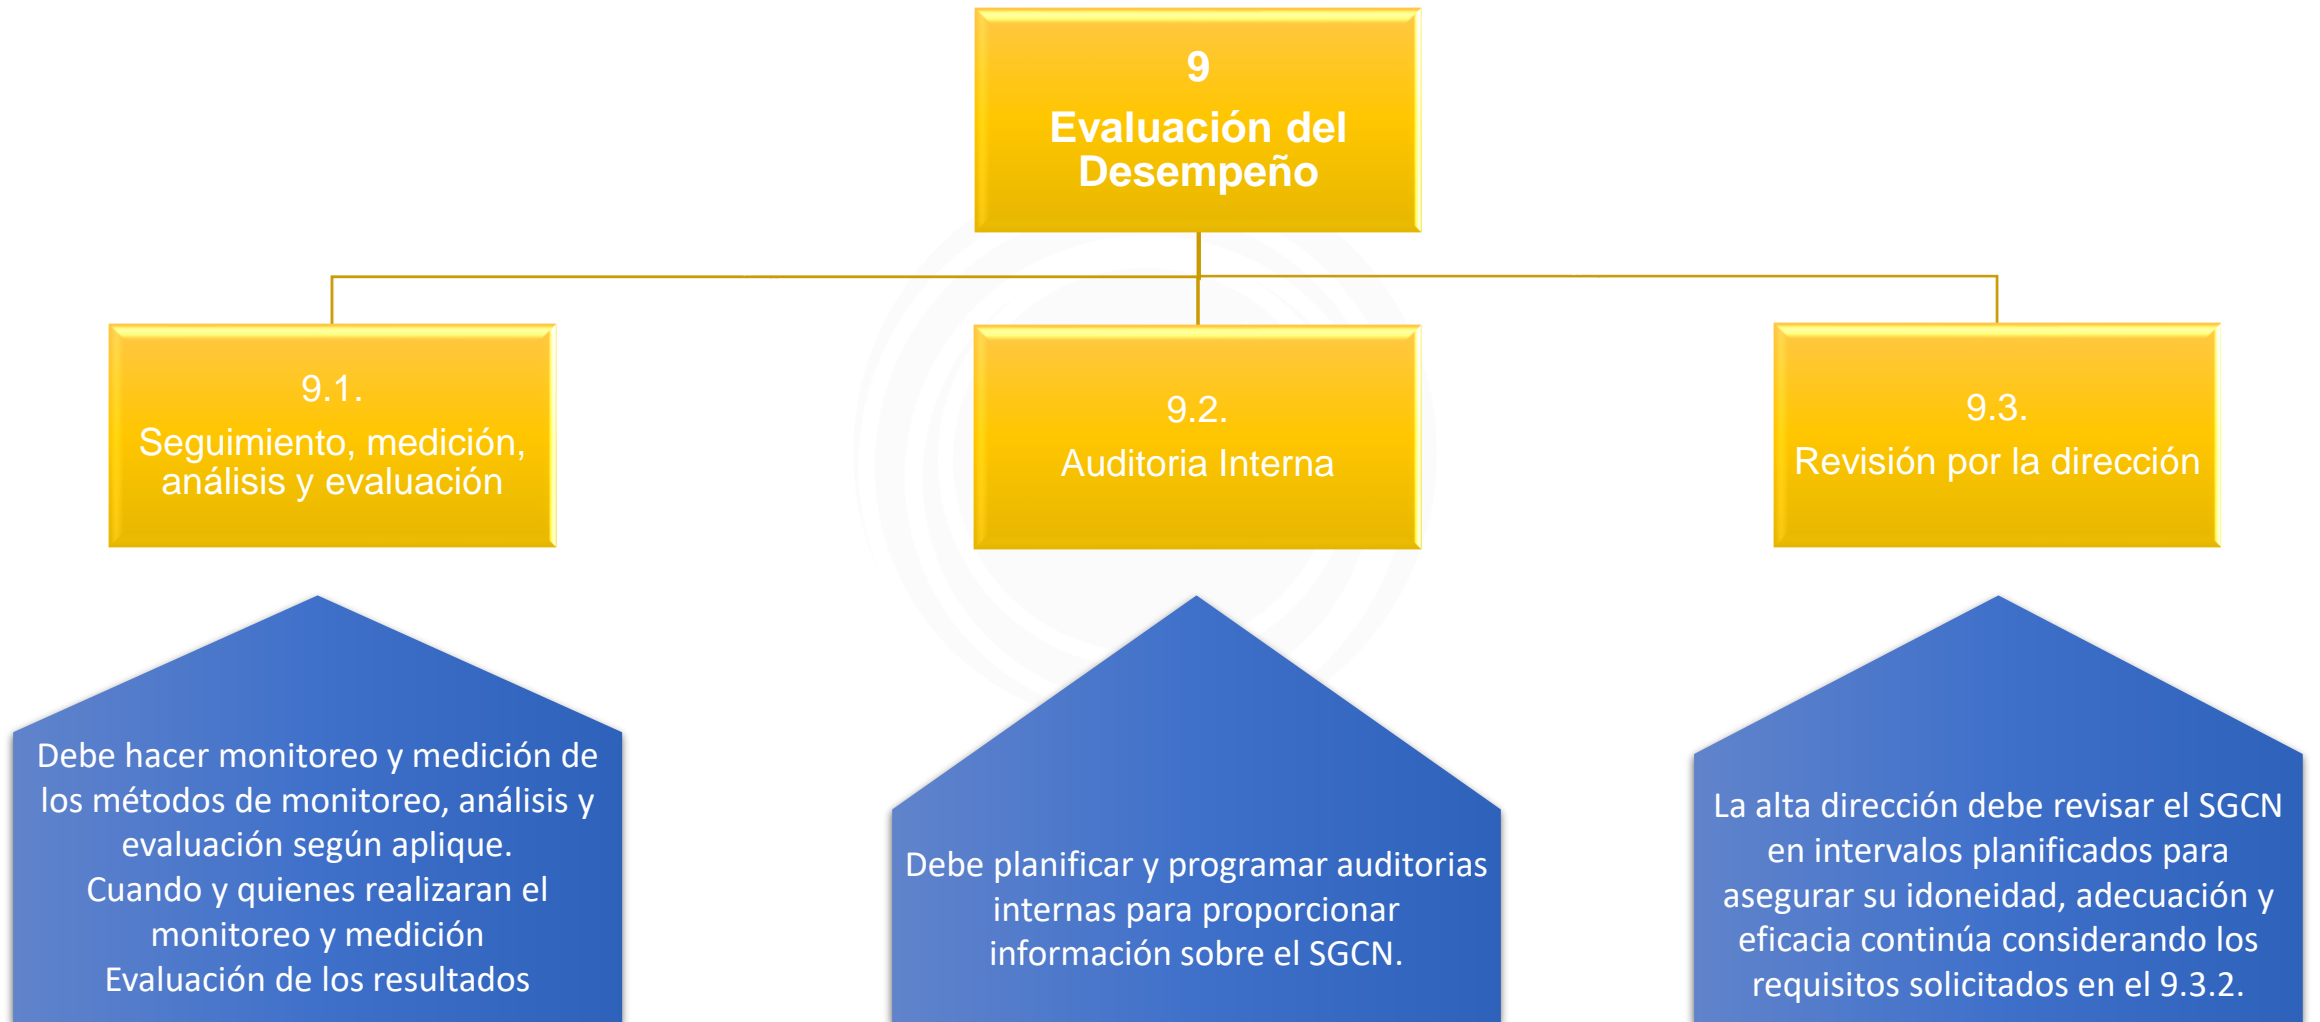 9
Evaluación del
Desempeño
9.1.
Seguimiento, medición,
análisis y evaluación
9.2.
Auditoria Interna
9.3.
Revisión por la dirección
Debe hacer monitoreo y medición de
los métodos de monitoreo, análisis y
evaluación según aplique.
Cuando y quienes realizaran el
monitoreo y medición
Evaluación de los resultados
Debe planificar y programar auditorias
internas para proporcionar
información sobre el SGCN.
La alta dirección debe revisar el SGCN
en intervalos planificados para
asegurar su idoneidad, adecuación y
eficacia continúa considerando los
requisitos solicitados en el 9.3.2.